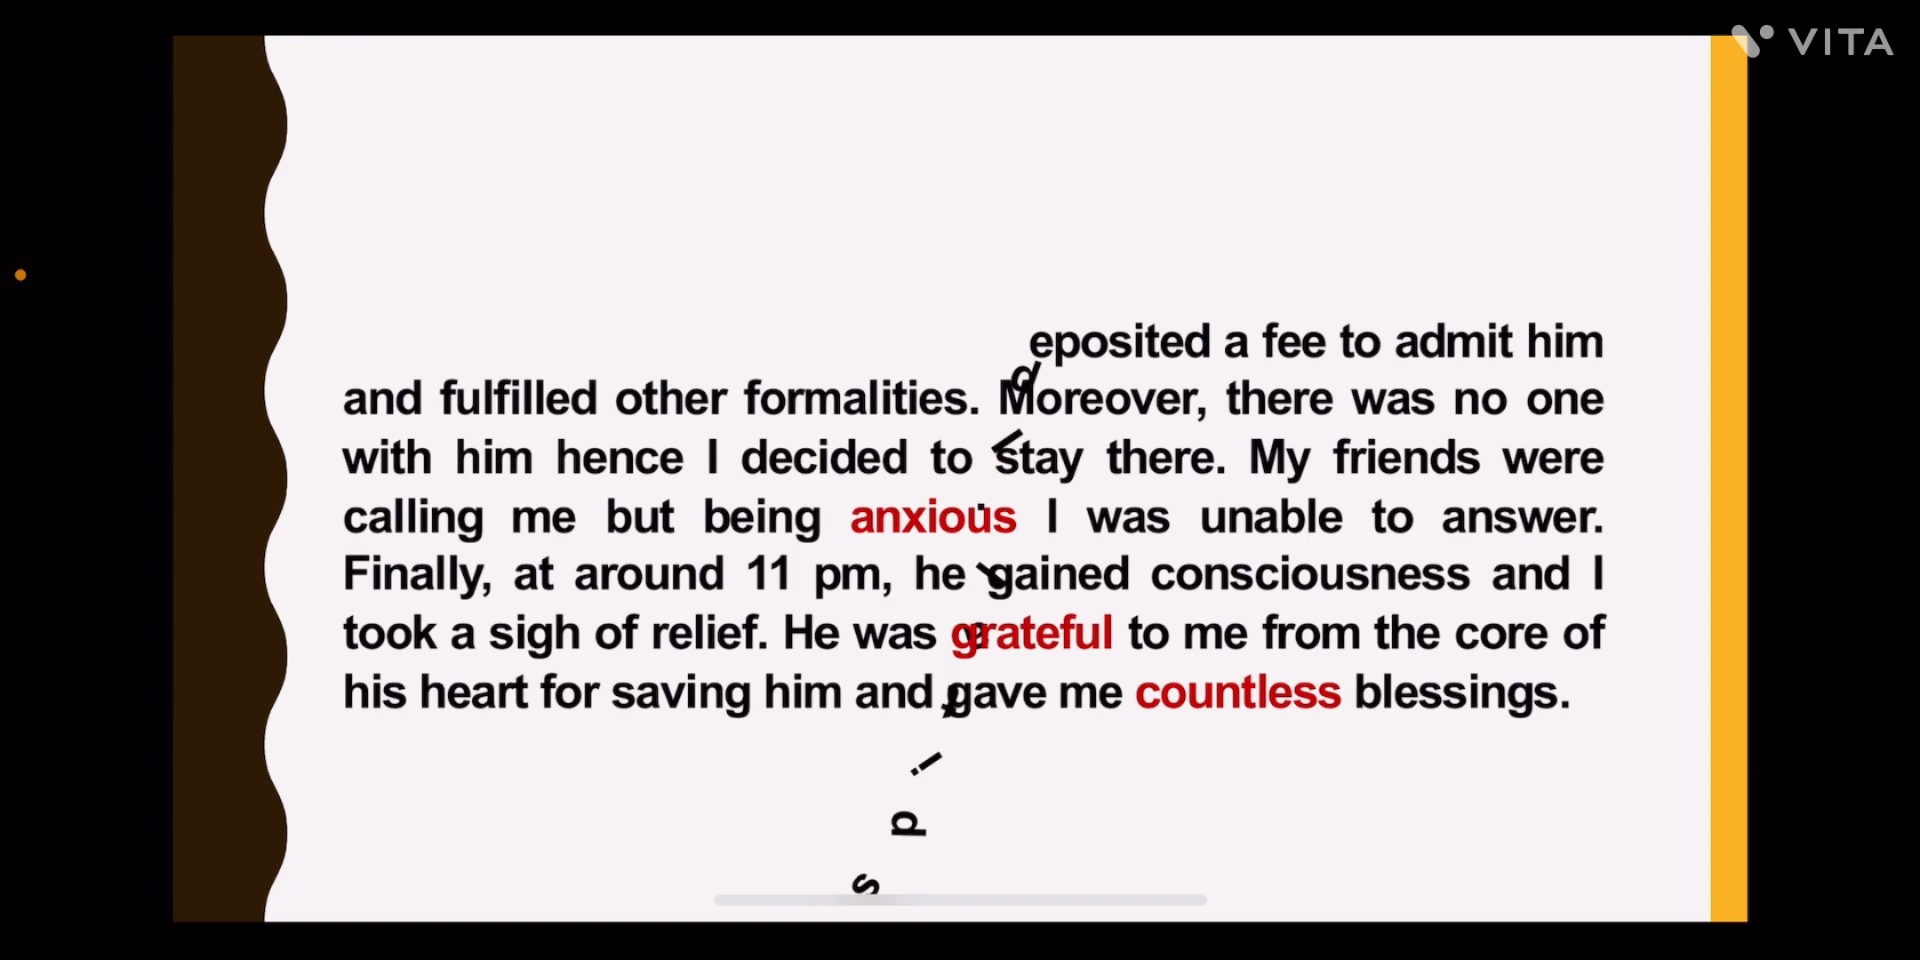 VITA
eposited a fee to admit him
and fulfilled other formalities. Moreover, there was no one
with him hence I decided to stay there. My friends were
calling me but being anxious I was unable to answer.
Finally, at around 11 pm, he gained consciousness and I
took a sigh of relief. He was grateful to me from the core of
his heart for saving him and gave me countless blessings.